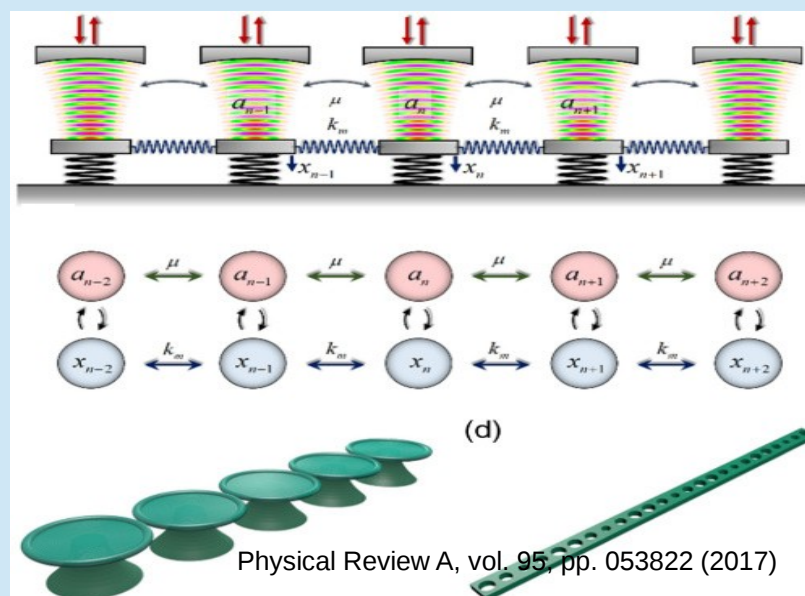 μ μ
a_{n-1} a_n a_{n+1}
k_m k_m
x_{n-1} x_n x_{n+1}
μ μ μ μ
a_{n-2} a_{n-1} a_n a_{n+1} a_{n+2}
k_m k_m k_m k_m
x_{n-2} x_{n-1} x_n x_{n+1} x_{n+2}
(d)
Physical Review A, vol. 95, pp. 053822 (2017)